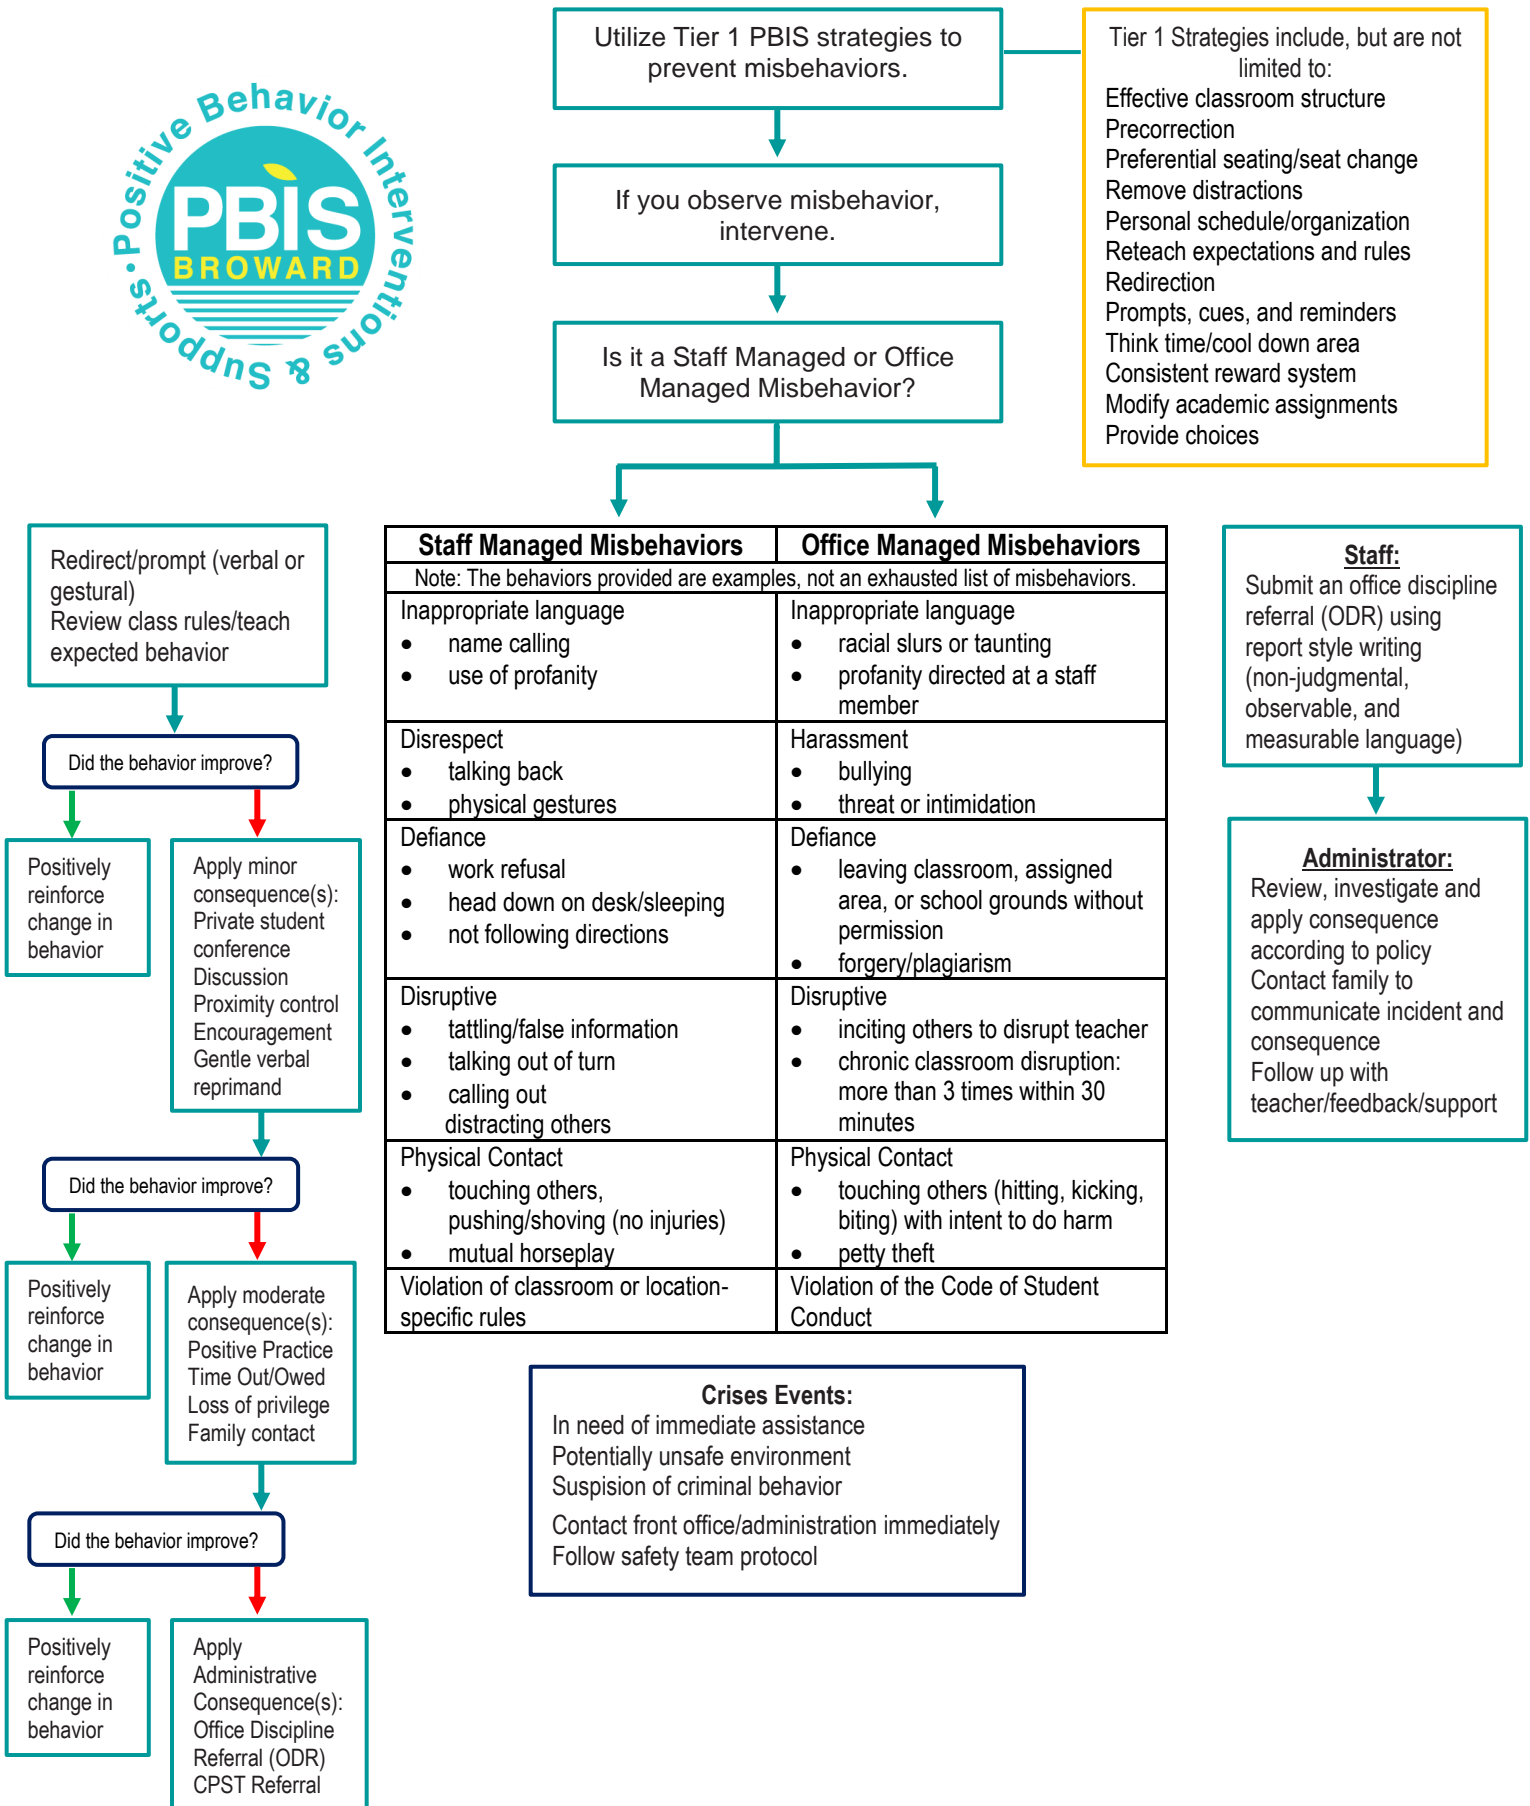 Utilize Tier 1 PBIS strategies to
prevent misbehaviors.
Tier 1 Strategies include, but are not
limited to:
Effective classroom structure
Precorrection
Preferential seating/seat change
Remove distractions
Personal schedule/organization
Reteach expectations and rules
Redirection
Prompts, cues, and reminders
Think time/cool down area
Consistent reward system
Modify academic assignments
Provide choices
Positive Behavior Interventions & Supports •
PBIS
BROWARD
If you observe misbehavior,
intervene.
Is it a Staff Managed or Office
Managed Misbehavior?
Redirect/prompt (verbal or
gestural)
Review class rules/teach
expected behavior
Did the behavior improve?
Positively
reinforce
change in
behavior
Apply minor
consequence(s):
Private student
conference
Discussion
Proximity control
Encouragement
Gentle verbal
reprimand
Did the behavior improve?
Positively
reinforce
change in
behavior
Apply moderate
consequence(s):
Positive Practice
Time Out/Owed
Loss of privilege
Family contact
Did the behavior improve?
Positively
reinforce
change in
behavior
Apply
Administrative
Consequence(s):
Office Discipline
Referral (ODR)
CPST Referral
Staff Managed Misbehaviors
Office Managed Misbehaviors
Note: The behaviors provided are examples, not an exhausted list of misbehaviors.
Inappropriate language
• name calling
• use of profanity
Inappropriate language
• racial slurs or taunting
• profanity directed at a staff
member
Disrespect
• talking back
• physical gestures
Harassment
• bullying
• threat or intimidation
Defiance
• work refusal
• head down on desk/sleeping
• not following directions
Defiance
• leaving classroom, assigned
area, or school grounds without
permission
• forgery/plagiarism
Disruptive
• tattling/false information
• talking out of turn
• calling out
distracting others
Disruptive
• inciting others to disrupt teacher
• chronic classroom disruption:
more than 3 times within 30
minutes
Physical Contact
• touching others,
pushing/shoving (no injuries)
• mutual horseplay
Physical Contact
• touching others (hitting, kicking,
biting) with intent to do harm
• petty theft
Violation of classroom or location-
specific rules
Violation of the Code of Student
Conduct
Crises Events:
In need of immediate assistance
Potentially unsafe environment
Suspision of criminal behavior
Contact front office/administration immediately
Follow safety team protocol
Staff:
Submit an office discipline
referral (ODR) using
report style writing
(non-judgmental,
observable, and
measurable language)
Administrator:
Review, investigate and
apply consequence
according to policy
Contact family to
communicate incident and
consequence
Follow up with
teacher/feedback/support